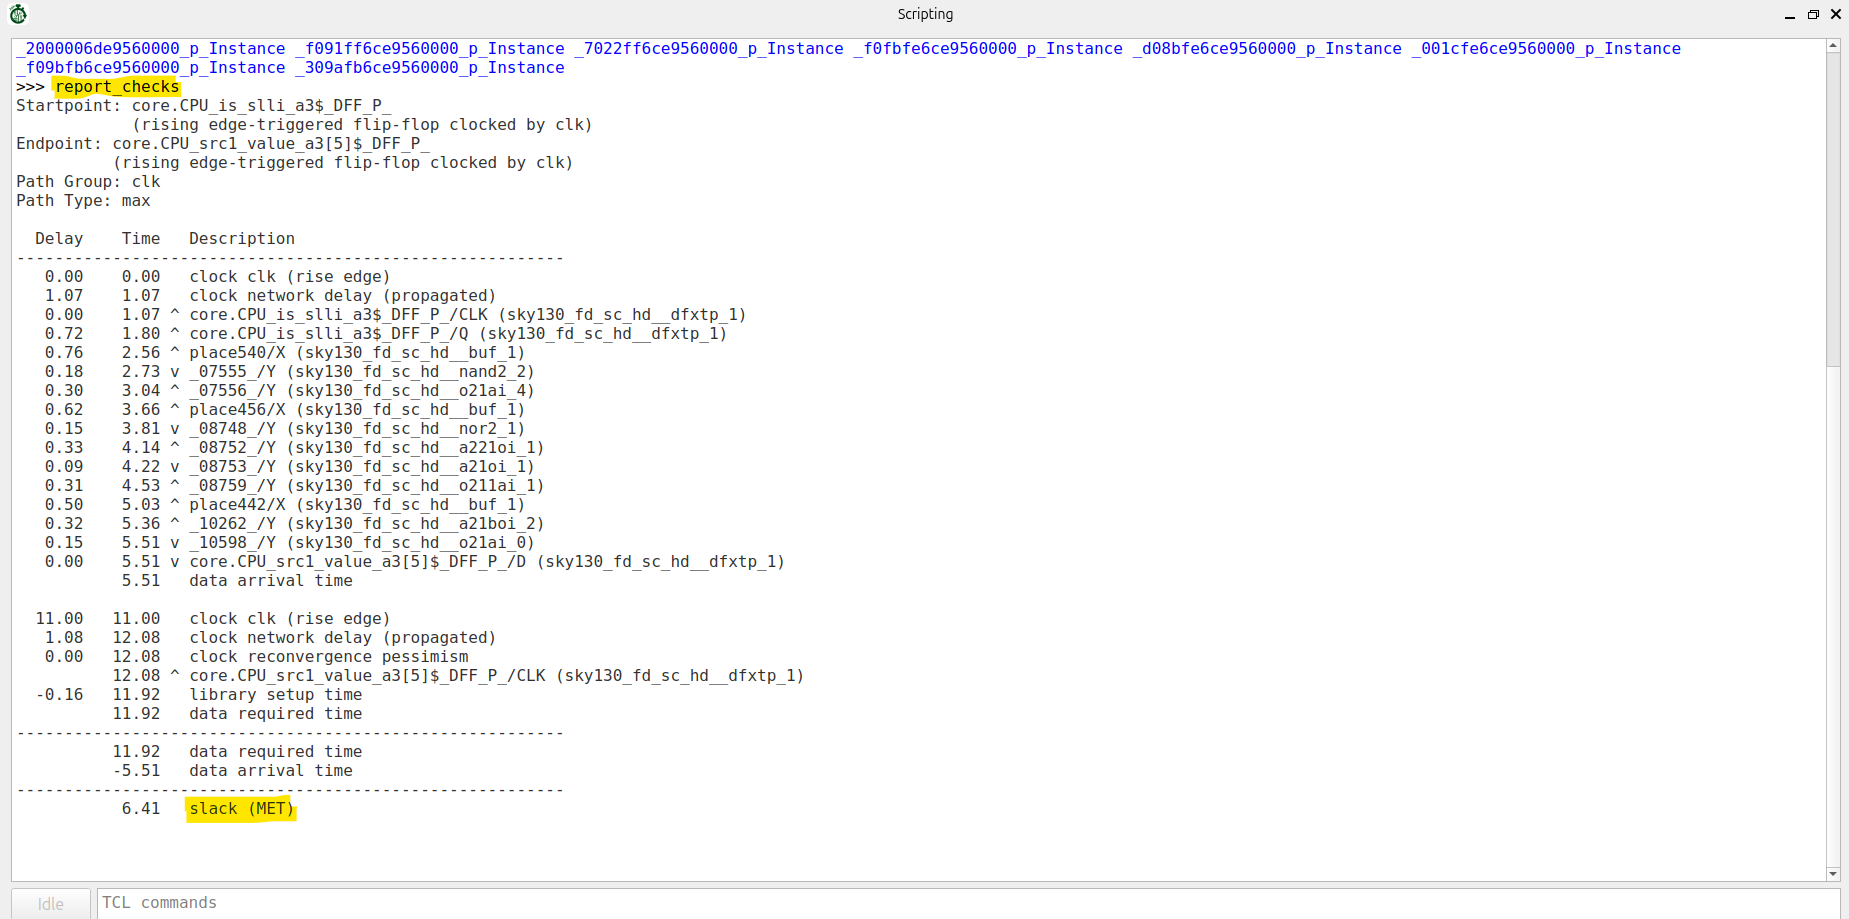 Scripting
_2000006de9560000_p_Instance _f091ff6ce9560000_p_Instance _7022ff6ce9560000_p_Instance _f0fbfe6ce9560000_p_Instance _d08bfe6ce9560000_p_Instance _001cfe6ce9560000_p_Instance
_f09bfb6ce9560000_p_Instance _309afb6ce9560000_p_Instance
>>> report_checks
Startpoint: core.CPU_is_slli_a3$_DFF_P_
            (rising edge-triggered flip-flop clocked by clk)
Endpoint: core.CPU_src1_value_a3[5]$_DFF_P_
          (rising edge-triggered flip-flop clocked by clk)
Path Group: clk
Path Type: max
  Delay    Time   Description
---------------------------------------------------------
   0.00    0.00   clock clk (rise edge)
   1.07    1.07   clock network delay (propagated)
   0.00    1.07 ^ core.CPU_is_slli_a3$_DFF_P_/CLK (sky130_fd_sc_hd__dfxtp_1)
   0.72    1.80 ^ core.CPU_is_slli_a3$_DFF_P_/Q (sky130_fd_sc_hd__dfxtp_1)
   0.76    2.56 ^ place540/X (sky130_fd_sc_hd__buf_1)
   0.18    2.73 v _07555_/Y (sky130_fd_sc_hd__nand2_2)
   0.30    3.04 ^ _07556_/Y (sky130_fd_sc_hd__o21ai_4)
   0.62    3.66 ^ place456/X (sky130_fd_sc_hd__buf_1)
   0.15    3.81 v _08748_/Y (sky130_fd_sc_hd__nor2_1)
   0.33    4.14 ^ _08752_/Y (sky130_fd_sc_hd__a221oi_1)
   0.09    4.22 v _08753_/Y (sky130_fd_sc_hd__a21oi_1)
   0.31    4.53 ^ _08759_/Y (sky130_fd_sc_hd__o211ai_1)
   0.50    5.03 ^ place442/X (sky130_fd_sc_hd__buf_1)
   0.32    5.36 ^ _10262_/Y (sky130_fd_sc_hd__a21boi_2)
   0.15    5.51 v _10598_/Y (sky130_fd_sc_hd__o21ai_0)
   0.00    5.51 v core.CPU_src1_value_a3[5]$_DFF_P_/D (sky130_fd_sc_hd__dfxtp_1)
           5.51   data arrival time
  11.00   11.00   clock clk (rise edge)
   1.08   12.08   clock network delay (propagated)
   0.00   12.08   clock reconvergence pessimism
          12.08 ^ core.CPU_src1_value_a3[5]$_DFF_P_/CLK (sky130_fd_sc_hd__dfxtp_1)
  -0.16   11.92   library setup time
          11.92   data required time
---------------------------------------------------------
          11.92   data required time
          -5.51   data arrival time
---------------------------------------------------------
           6.41   slack (MET)
Idle
TCL commands